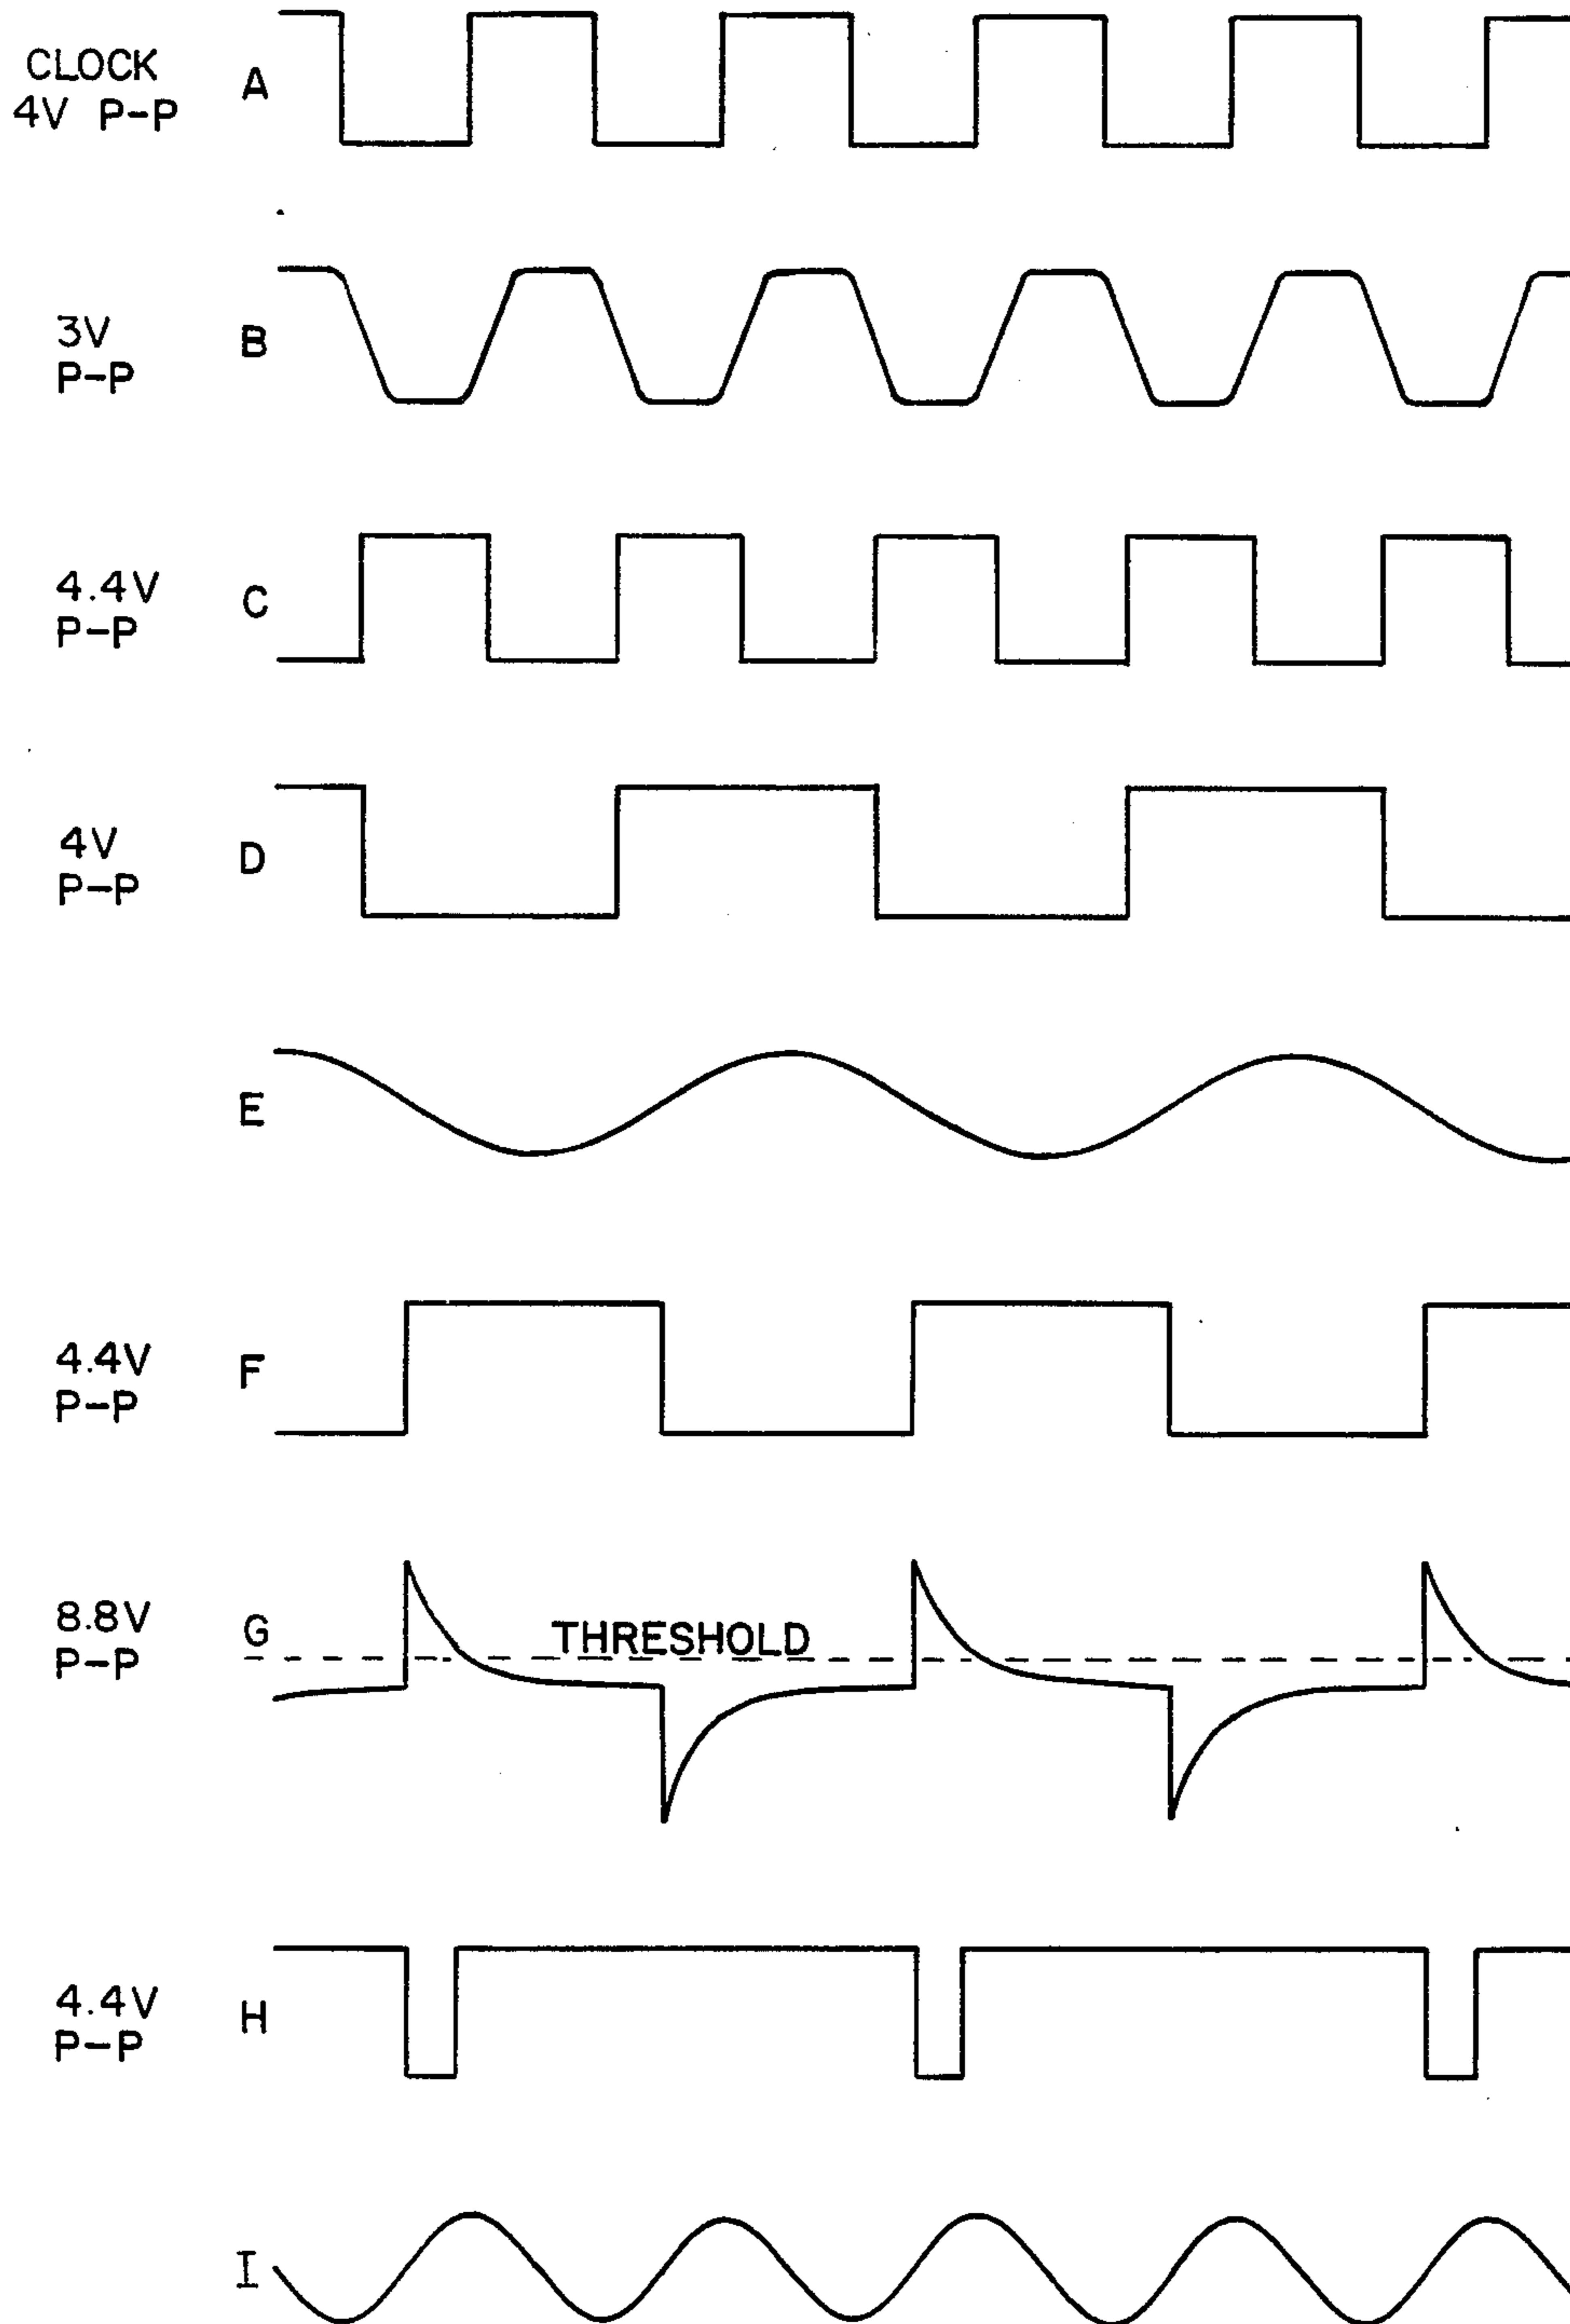 CLOCK
4V P-P
A
3V
P-P
B
4.4V
P-P
C
4V
P-P
D
E
4.4V
P-P
F
8.8V
P-P
G
THRESHOLD
4.4V
P-P
H
I